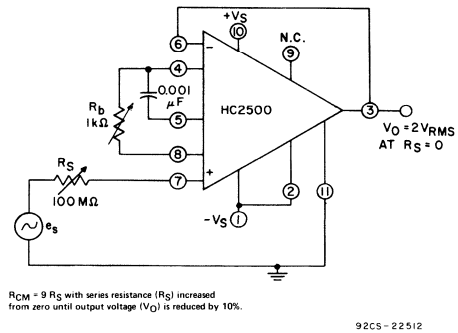 +VS
10
N.C.
9
6
−
4
0.001
μF
5
HC2500
Rb
1kΩ
8
3
VO = 2VRMS
AT RS = 0
RS
+
7
100 MΩ
2
11
−VS 1
es
RCM = 9 RS with series resistance (RS) increased
from zero until output voltage (VO) is reduced by 10%.
92CS-22512